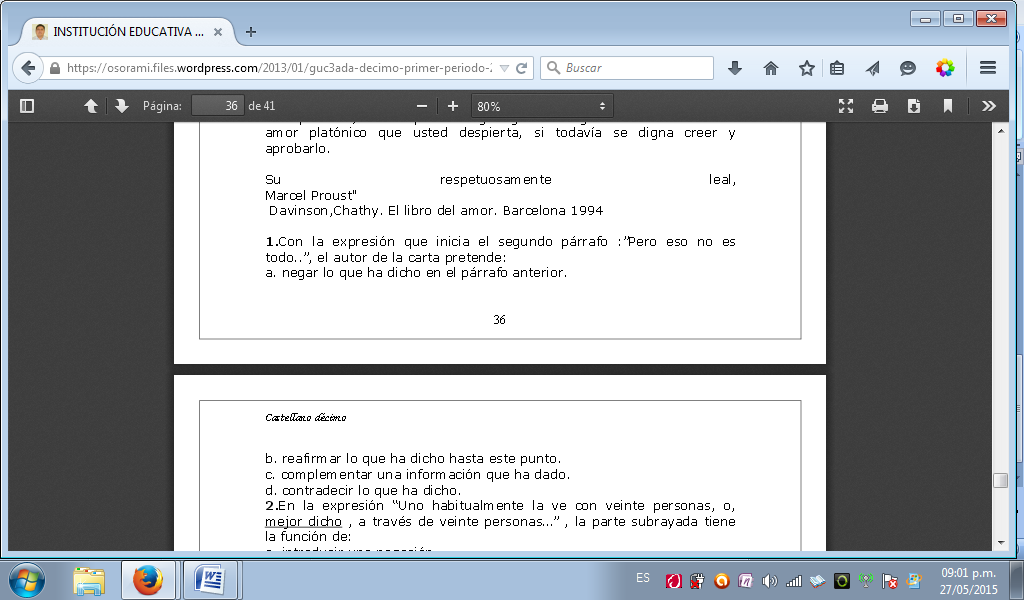 INSTITUCIÓN EDUCATIVA ...
https://osorami.files.wordpress.com/2013/01/guc3ada-decimo-primer-periodo-
Buscar
Página: 36 de 41
80%
amor platónico que usted despierta, si todavía se digna creer y
aprobarlo.
Su respetuosamente leal,
Marcel Proust"
Davinson,Chathy. El libro del amor. Barcelona 1994
1.Con la expresión que inicia el segundo párrafo :”Pero eso no es
todo..”, el autor de la carta pretende:
a. negar lo que ha dicho en el párrafo anterior.
36
Castellano décimo
b. reafirmar lo que ha dicho hasta este punto.
c. complementar una información que ha dado.
d. contradecir lo que ha dicho.
2.En la expresión “Uno habitualmente la ve con veinte personas, o,
mejor dicho , a través de veinte personas...” , la parte subrayada tiene
la función de:
ES
09:01 p.m.
27/05/2015